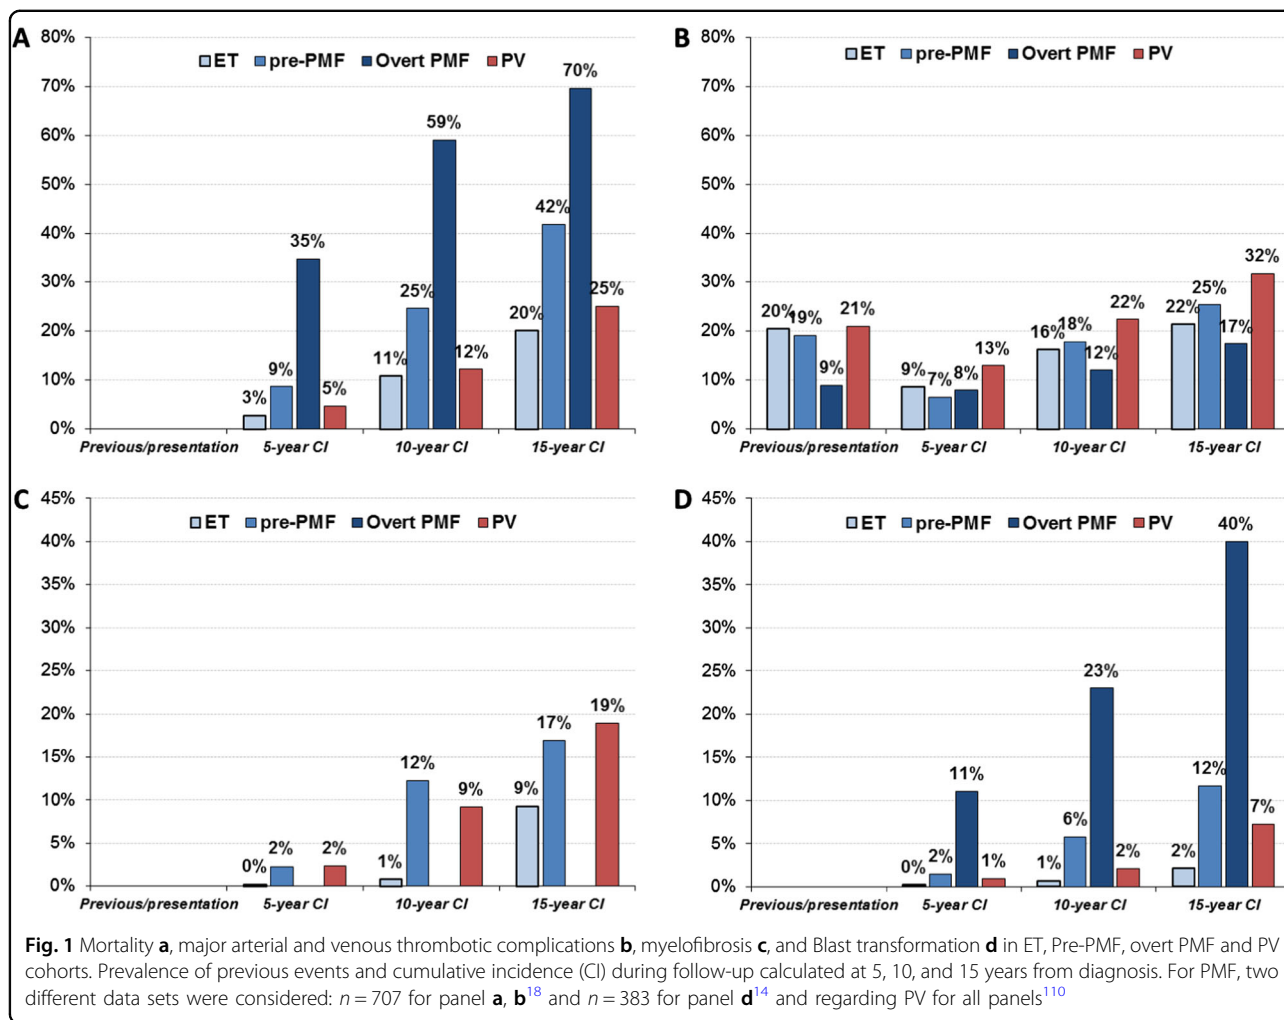 A
80%
70%
60%
50%
40%
30%
20%
10%
0%
ET pre-PMF Overt PMF PV
3% 9% 35% 5%
11% 25% 59% 12%
20% 42% 70% 25%
Previous/presentation 5-year CI 10-year CI 15-year CI
B
80%
70%
60%
50%
40%
30%
20%
10%
0%
ET pre-PMF Overt PMF PV
20% 19% 9% 21%
9% 7% 8% 13%
16% 18% 12% 22%
22% 25% 17% 32%
Previous/presentation 5-year CI 10-year CI 15-year CI
C
45%
40%
35%
30%
25%
20%
15%
10%
5%
0%
ET pre-PMF Overt PMF PV
0% 2% 2%
1% 12% 9%
9% 17% 19%
Previous/presentation 5-year CI 10-year CI 15-year CI
D
45%
40%
35%
30%
25%
20%
15%
10%
5%
0%
ET pre-PMF Overt PMF PV
0% 2% 11% 1%
1% 6% 23% 2%
2% 12% 40% 7%
Previous/presentation 5-year CI 10-year CI 15-year CI
Fig. 1 Mortality a, major arterial and venous thrombotic complications b, myelofibrosis c, and Blast transformation d in ET, Pre-PMF, overt PMF and PV
cohorts. Prevalence of previous events and cumulative incidence (CI) during follow-up calculated at 5, 10, and 15 years from diagnosis. For PMF, two
different data sets were considered: n = 707 for panel a, b18 and n = 383 for panel d14 and regarding PV for all panels110